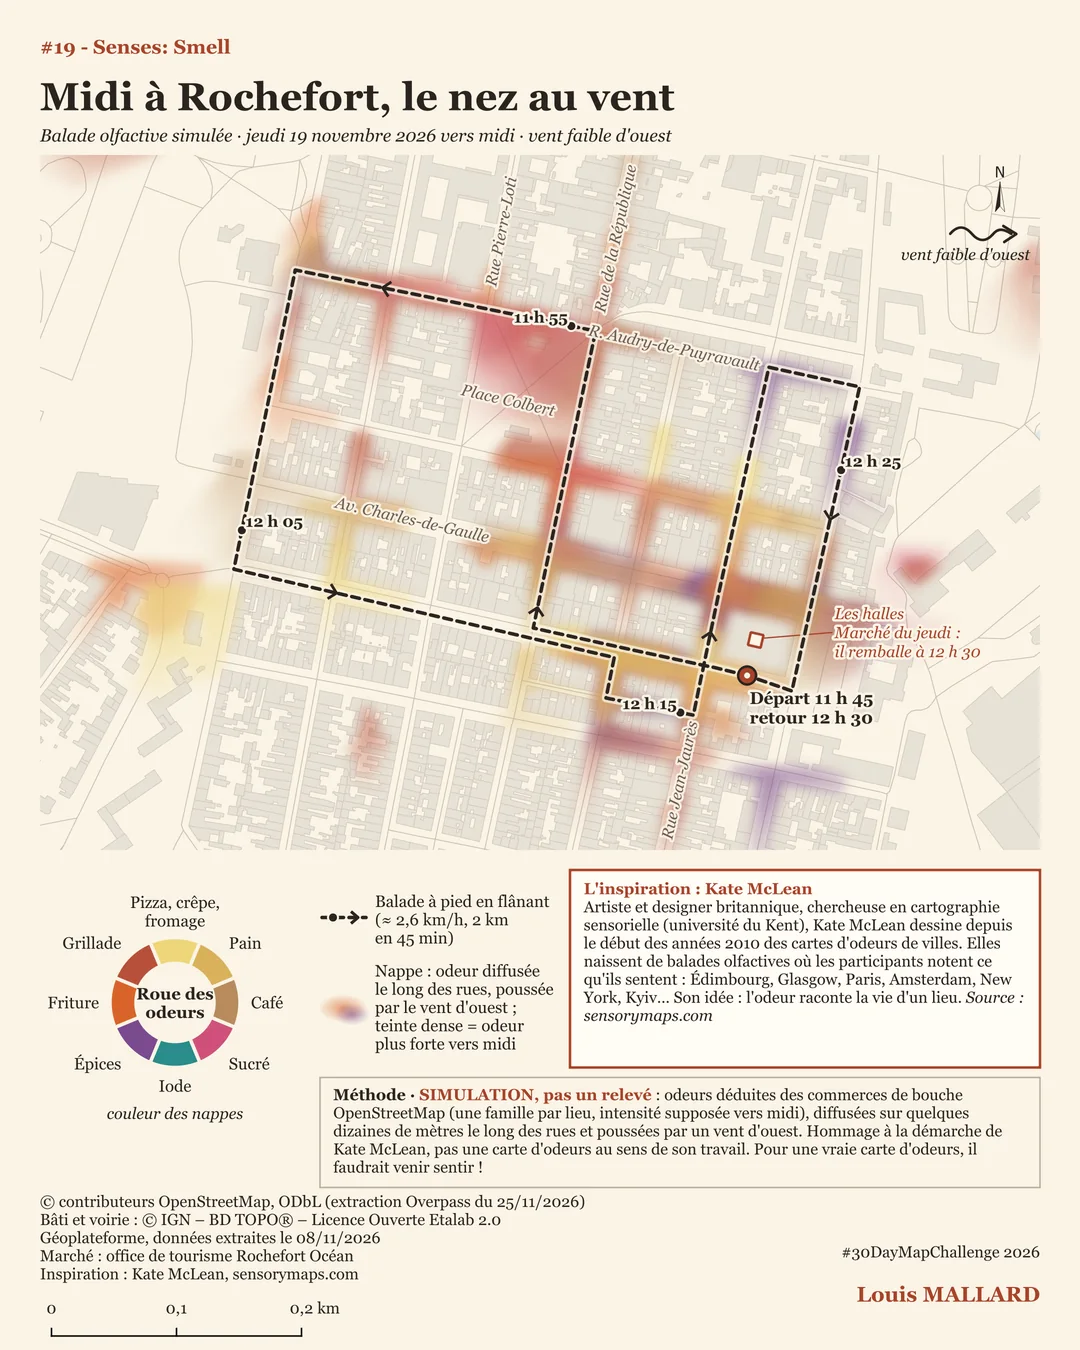 #19 - Senses: Smell
Midi à Rochefort, le nez au vent
Balade olfactive simulée · jeudi 19 novembre 2026 vers midi · vent faible d'ouest
N
vent faible d'ouest
Rue Pierre-Loti
Rue de la République
11 h 55
R. Audry-de-Puyravault
Place Colbert
12 h 25
Av. Charles-de-Gaulle
12 h 05
Les halles
Marché du jeudi :
il remballe à 12 h 30
12 h 15
Départ 11 h 45
retour 12 h 30
Rue Jean-Jaurès
Pizza, crêpe,
fromage
Grillade
Pain
Roue des
odeurs
Friture
Café
Épices
Sucré
Iode
couleur des nappes
Balade à pied en flânant
(≈ 2,6 km/h, 2 km
en 45 min)
Nappe : odeur diffusée
le long des rues, poussée
par le vent d'ouest ;
teinte dense = odeur
plus forte vers midi
L'inspiration : Kate McLean
Artiste et designer britannique, chercheuse en cartographie
sensorielle (université du Kent), Kate McLean dessine depuis
le début des années 2010 des cartes d'odeurs de villes. Elles
naissent de balades olfactives où les participants notent ce
qu'ils sentent : Édimbourg, Glasgow, Paris, Amsterdam, New
York, Kyiv... Son idée : l'odeur raconte la vie d'un lieu. Source :
sensorymaps.com
Méthode · SIMULATION, pas un relevé : odeurs déduites des commerces de bouche
OpenStreetMap (une famille par lieu, intensité supposée vers midi), diffusées sur quelques
dizaines de mètres le long des rues et poussées par un vent d'ouest. Hommage à la démarche de
Kate McLean, pas une carte d'odeurs au sens de son travail. Pour une vraie carte d'odeurs, il
faudrait venir sentir !
© contributeurs OpenStreetMap, ODbL (extraction Overpass du 25/11/2026)
Bâti et voirie : © IGN – BD TOPO® – Licence Ouverte Etalab 2.0
Géoplateforme, données extraites le 08/11/2026
Marché : office de tourisme Rochefort Océan
Inspiration : Kate McLean, sensorymaps.com
#30DayMapChallenge 2026
Louis MALLARD
0 0,1 0,2 km